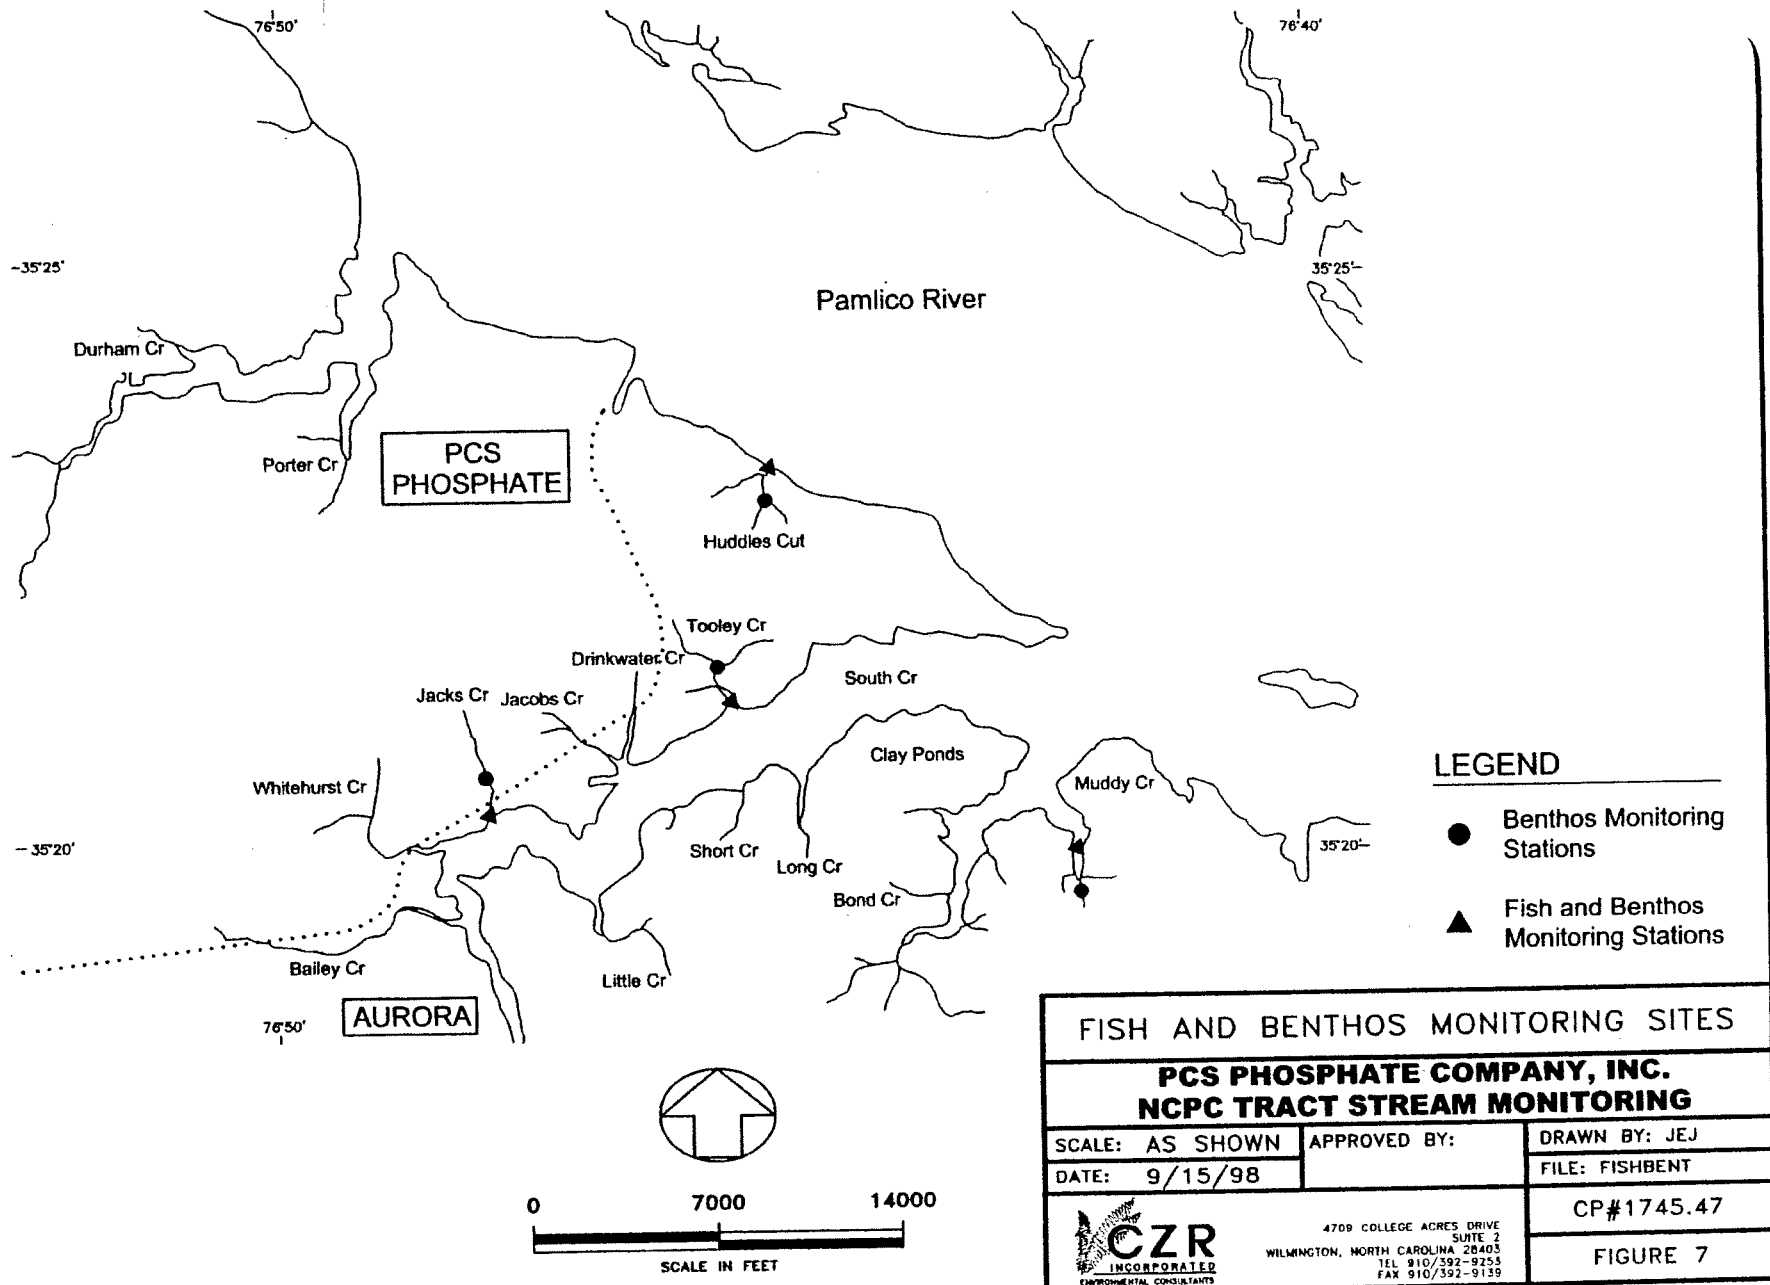 76°50'
76°40'
35°25'
35°25'
Pamlico River
Durham Cr
Porter Cr
PCS
PHOSPHATE
Huddles Cut
Tooley Cr
Drinkwater Cr
South Cr
Jacks Cr
Jacobs Cr
Clay Ponds
Whitehurst Cr
Muddy Cr
35°20'
35°20'
Short Cr
Long Cr
Bond Cr
Bailey Cr
Little Cr
76°50'
AURORA
LEGEND
Benthos Monitoring
Stations
Fish and Benthos
Monitoring Stations
0 7000 14000
SCALE IN FEET
FISH AND BENTHOS MONITORING SITES
PCS PHOSPHATE COMPANY, INC.
NCPC TRACT STREAM MONITORING
SCALE: AS SHOWN
APPROVED BY:
DRAWN BY: JEJ
DATE: 9/15/98
FILE: FISHBENT
CZR
INCORPORATED
ENVIRONMENTAL CONSULTANTS
4709 COLLEGE ACRES DRIVE
SUITE 2
WILMINGTON, NORTH CAROLINA 28403
TEL 910/392-9253
FAX 910/392-9139
CP#1745.47
FIGURE 7